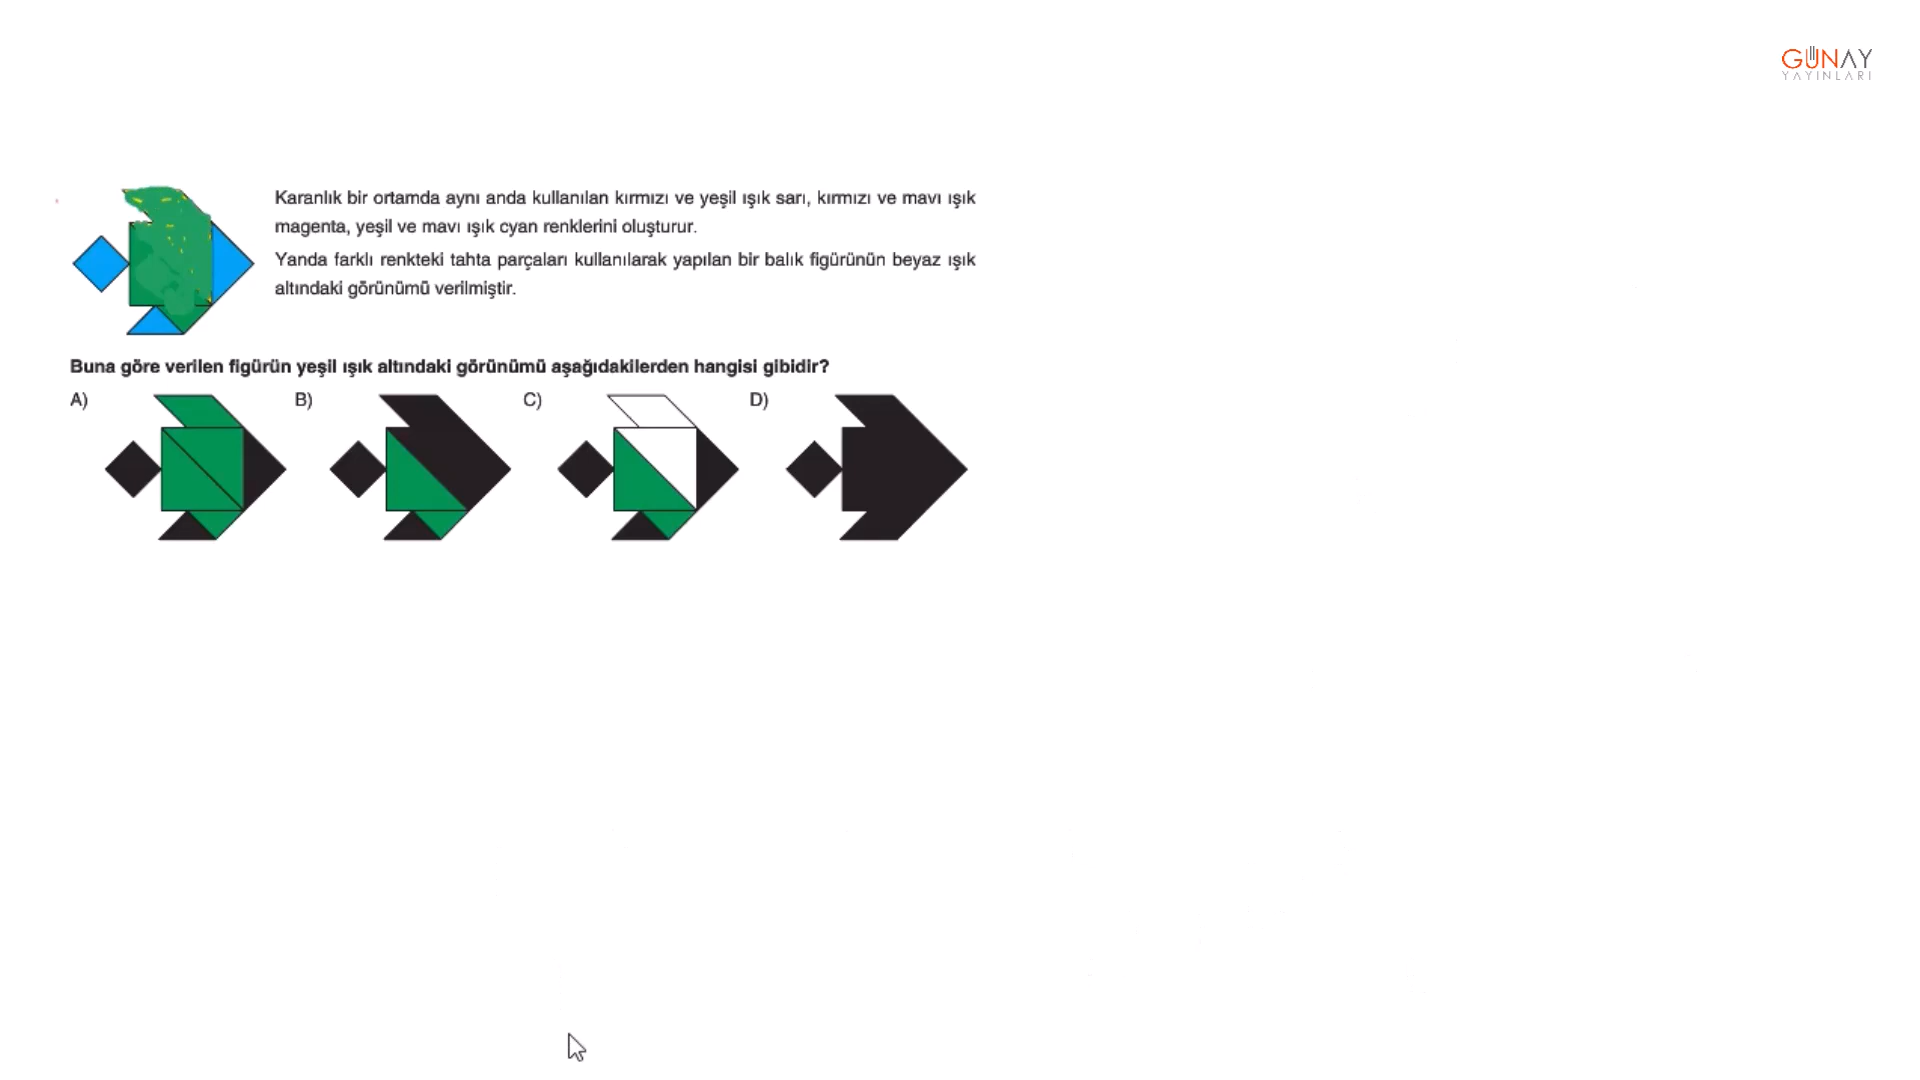 GÜNAY
YAYINLARI
Karanlık bir ortamda aynı anda kullanılan kırmızı ve yeşil ışık sarı, kırmızı ve mavi ışık
magenta, yeşil ve mavi ışık cyan renklerini oluşturur.
Yanda farklı renkteki tahta parçaları kullanılarak yapılan bir balık figürünün beyaz ışık
altındaki görünümü verilmiştir.
Buna göre verilen figürün yeşil ışık altındaki görünümü aşağıdakilerden hangisi gibidir?
A) B) C) D)